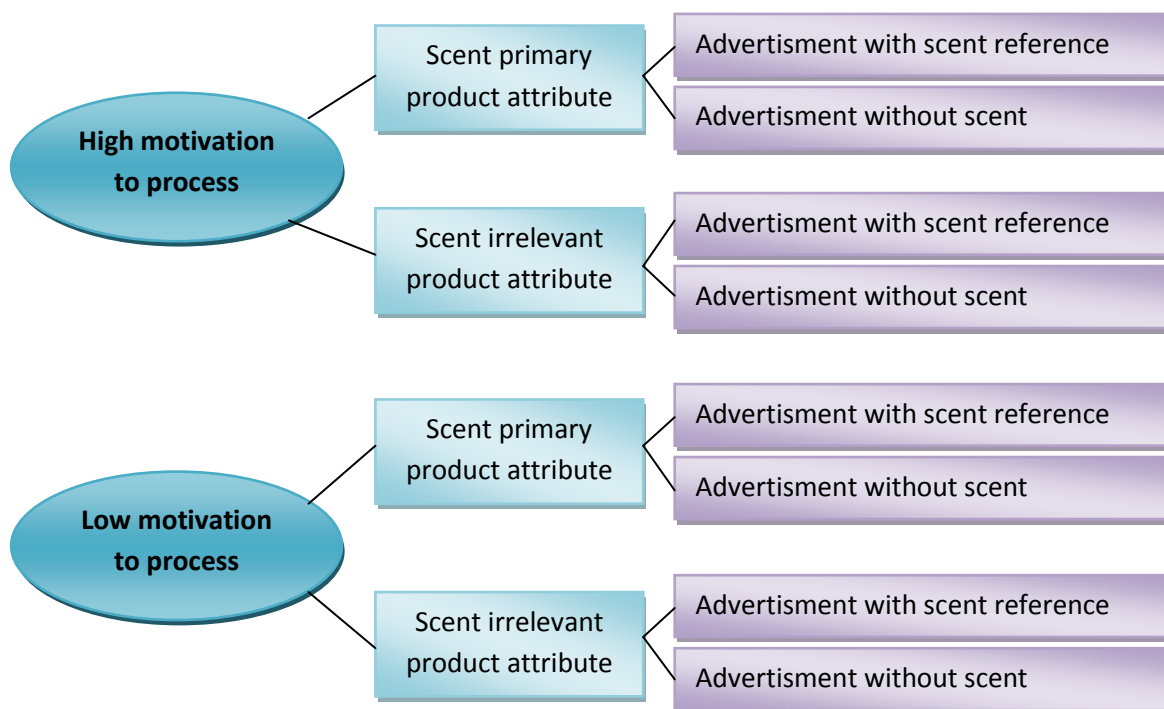 High motivation
to process
Scent primary
product attribute
Advertisment with scent reference
Advertisment without scent
Scent irrelevant
product attribute
Advertisment with scent reference
Advertisment without scent
Low motivation
to process
Scent primary
product attribute
Advertisment with scent reference
Advertisment without scent
Scent irrelevant
product attribute
Advertisment with scent reference
Advertisment without scent